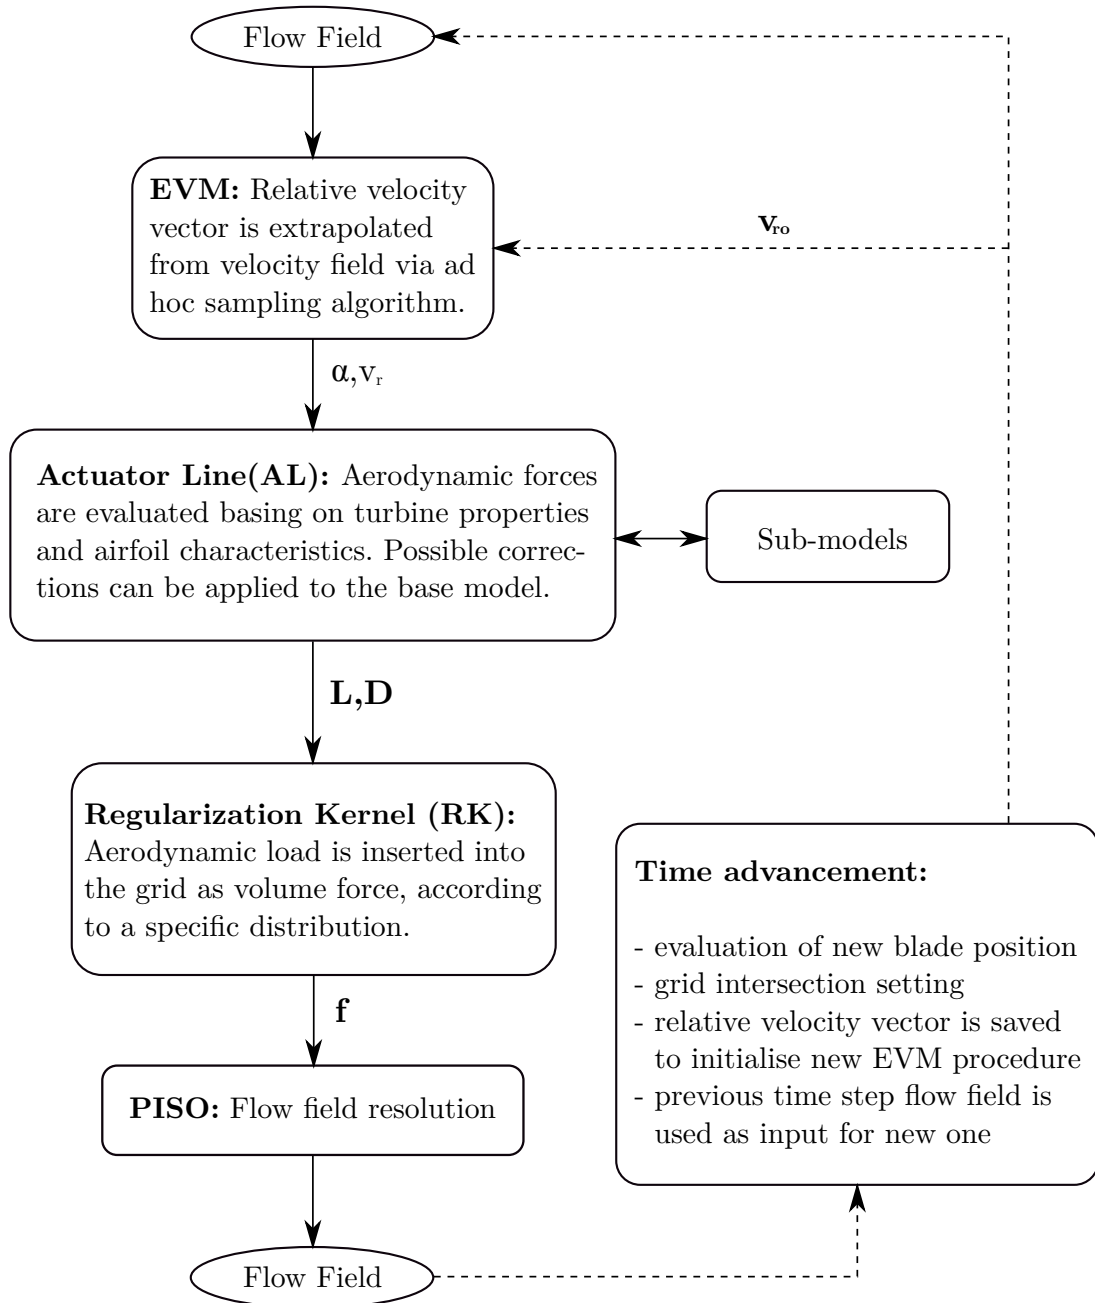 Flow Field
EVM: Relative velocity
vector is extrapolated
from velocity field via ad
hoc sampling algorithm.
v_ro
α,v_r
Actuator Line(AL): Aerodynamic forces
are evaluated basing on turbine properties
and airfoil characteristics. Possible correc-
tions can be applied to the base model.
Sub-models
L,D
Regularization Kernel (RK):
Aerodynamic load is inserted into
the grid as volume force, according
to a specific distribution.
f
PISO: Flow field resolution
Flow Field
Time advancement:
- evaluation of new blade position
- grid intersection setting
- relative velocity vector is saved
to initialise new EVM procedure
- previous time step flow field is
used as input for new one